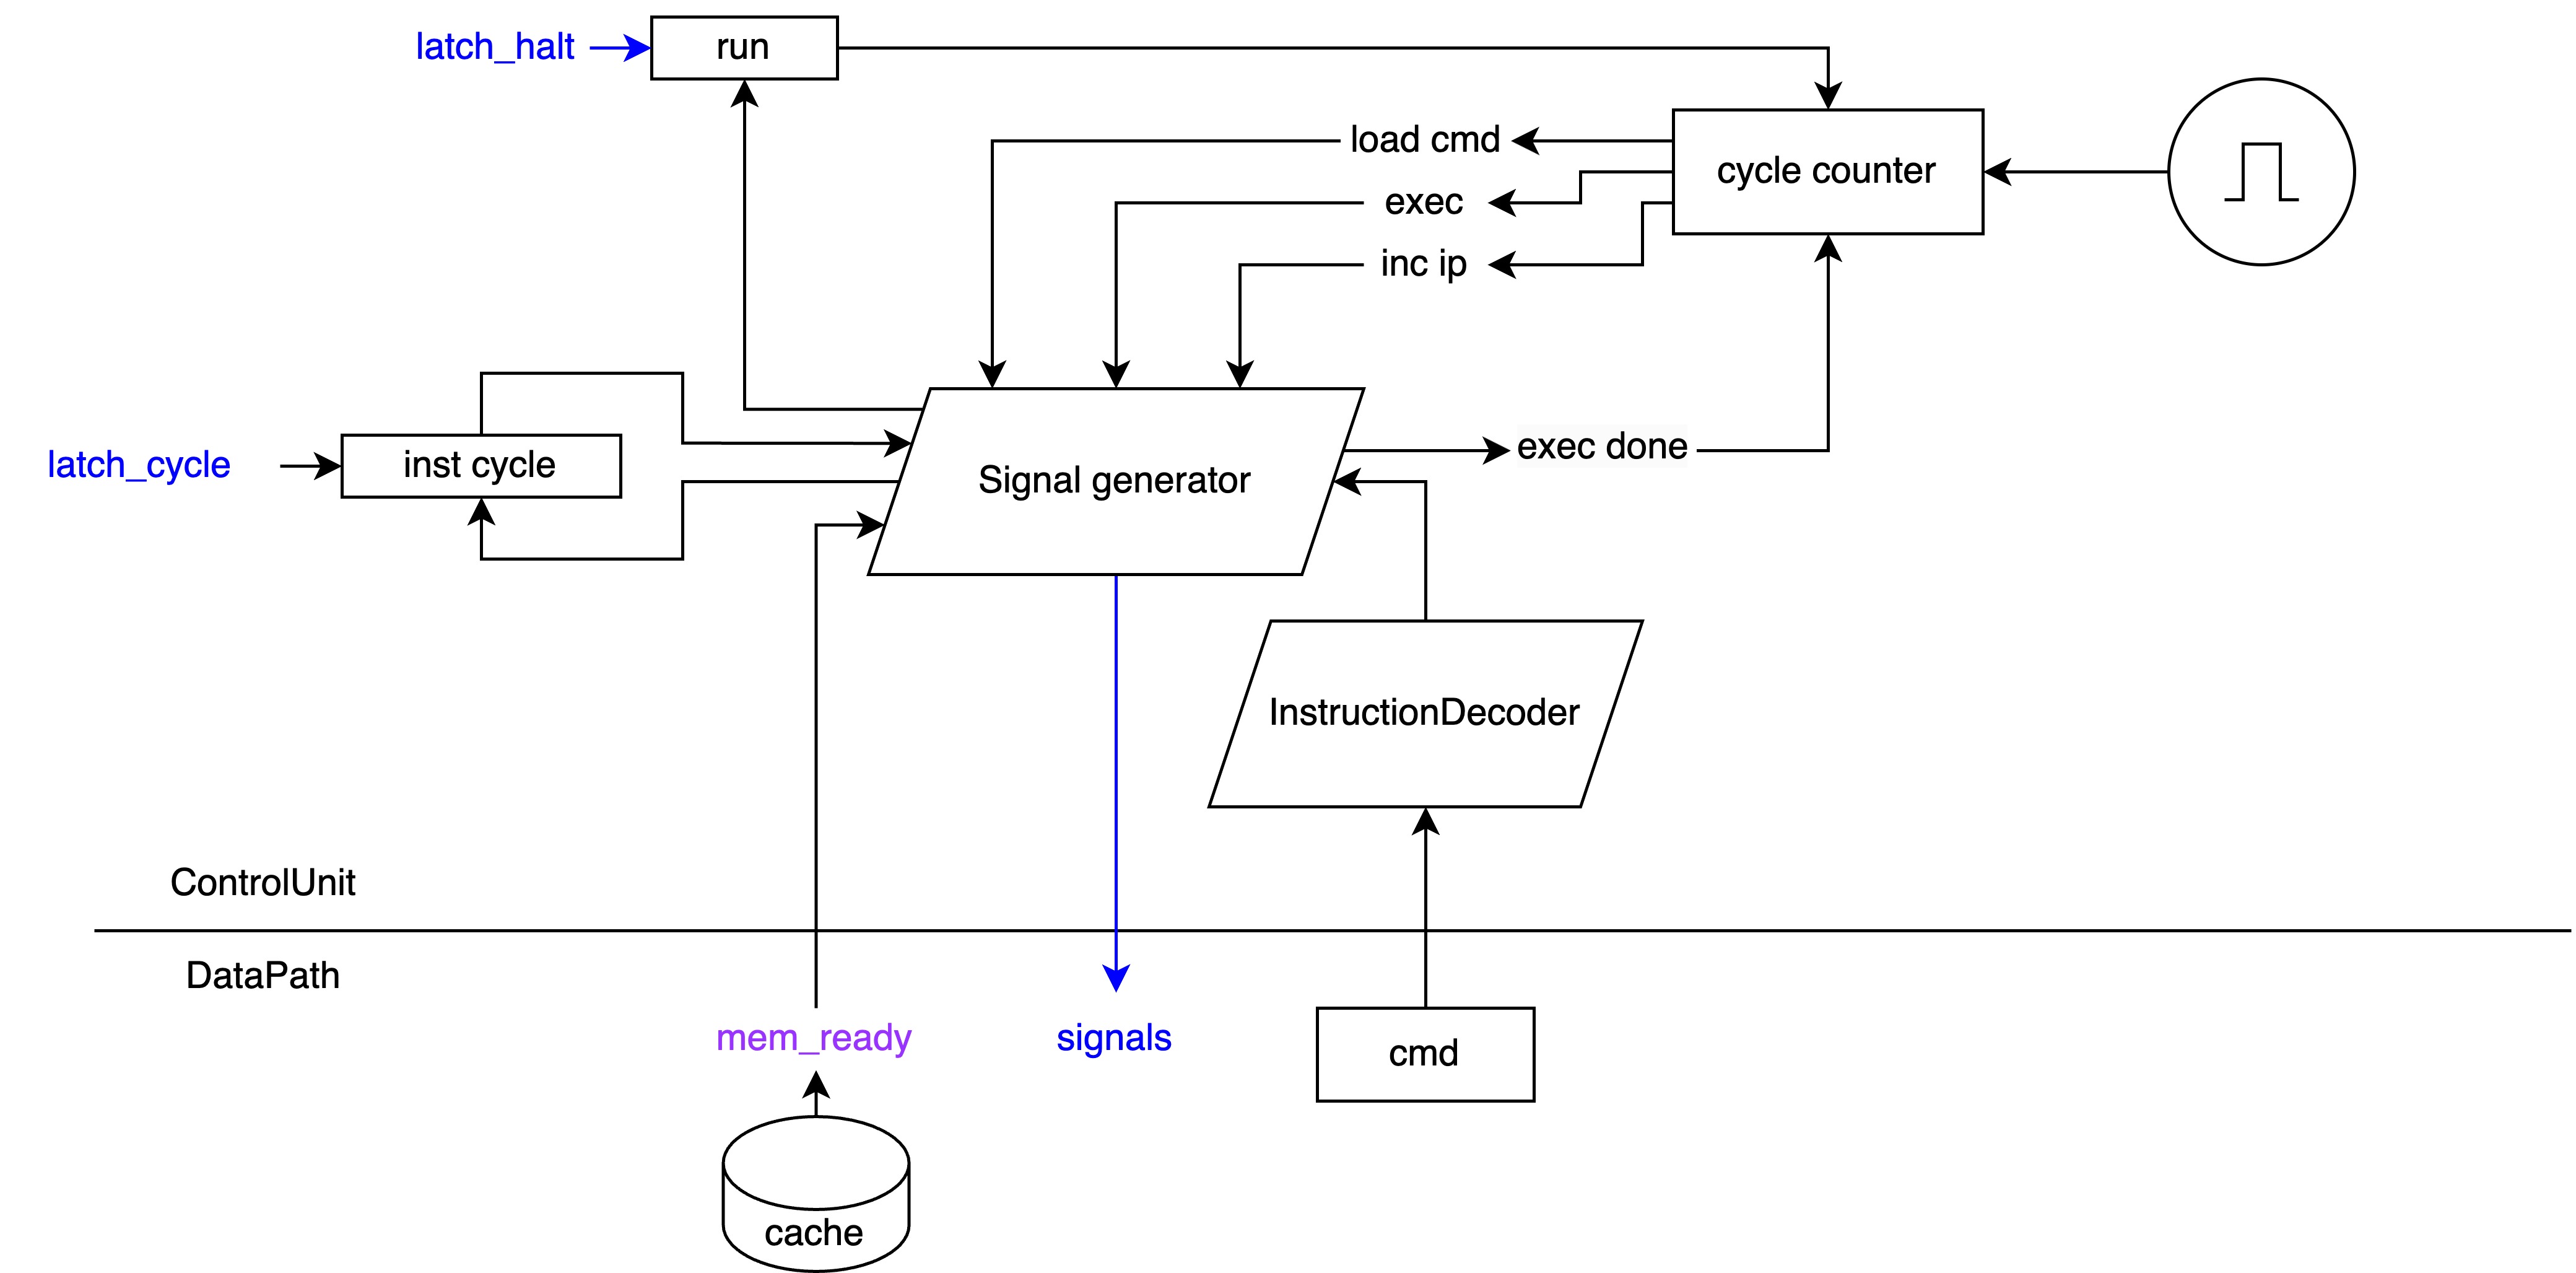 latch_halt
run
load cmd
cycle counter
exec
inc ip
exec done
latch_cycle
inst cycle
Signal generator
InstructionDecoder
ControlUnit
DataPath
mem_ready
signals
cmd
cache